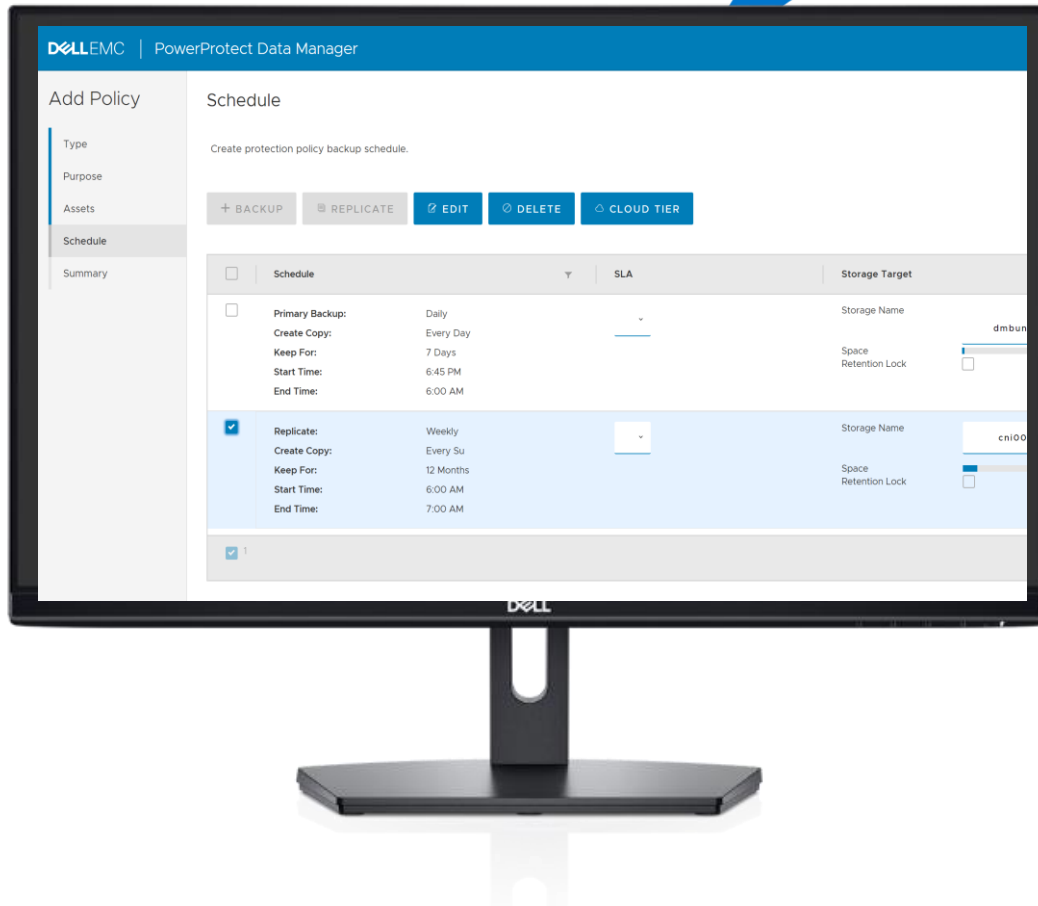 DELLEMC | PowerProtect Data Manager
Add Policy
Type
Purpose
Assets
Schedule
Summary
Schedule
Create protection policy backup schedule.
+ BACKUP REPLICATE EDIT DELETE CLOUD TIER
Schedule SLA Storage Target
Primary Backup: Daily
Create Copy: Every Day
Keep For: 7 Days
Start Time: 6:45 PM
End Time: 6:00 AM
Storage Name
dmbun
Space
Retention Lock
Replicate: Weekly
Create Copy: Every Su
Keep For: 12 Months
Start Time: 6:00 AM
End Time: 7:00 AM
Storage Name
cni00
Space
Retention Lock
1
DELL